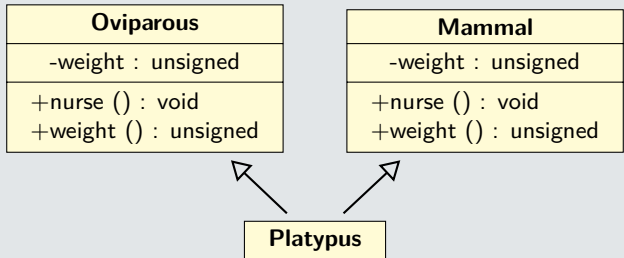 Oviparous
-weight : unsigned
+nurse () : void
+weight () : unsigned
Mammal
-weight : unsigned
+nurse () : void
+weight () : unsigned
Platypus